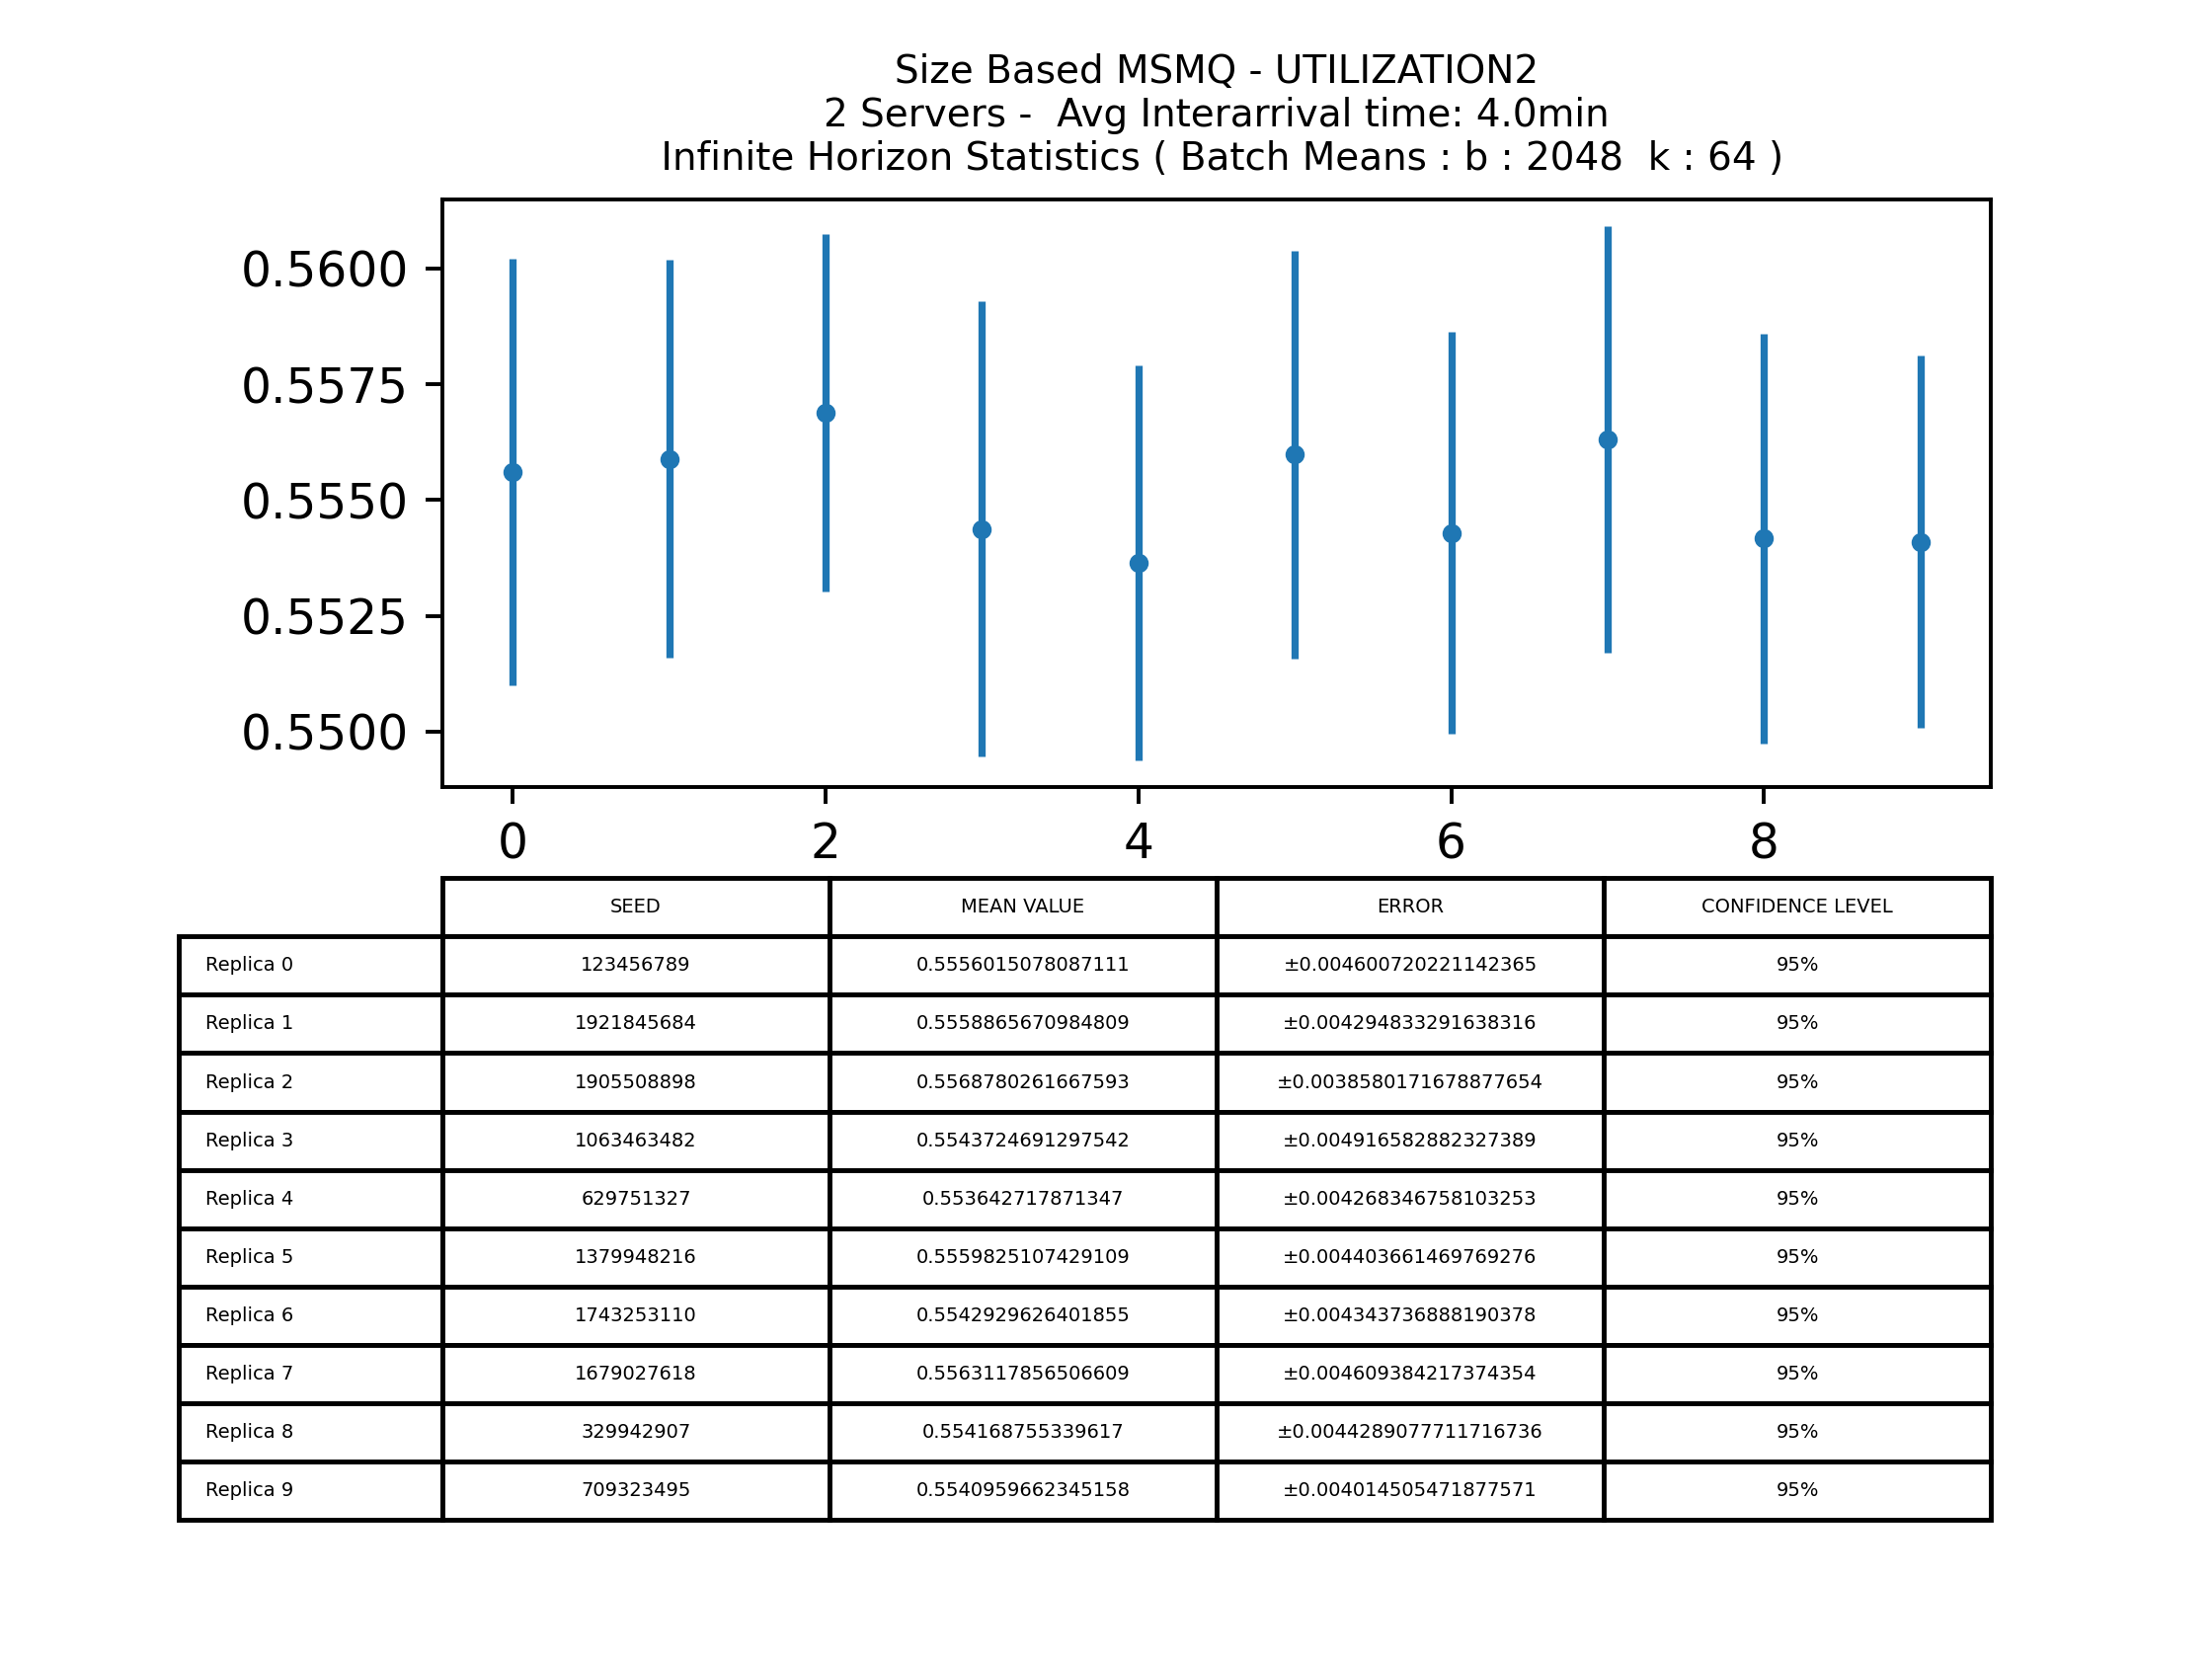 Size Based MSMQ - UTILIZATION2
2 Servers -  Avg Interarrival time: 4.0min
Infinite Horizon Statistics ( Batch Means : b : 2048  k : 64 )
0.5600
0.5575
0.5550
0.5525
0.5500
0 2 4 6 8
SEED MEAN VALUE ERROR CONFIDENCE LEVEL
Replica 0 123456789 0.5556015078087111 ±0.004600720221142365 95%
Replica 1 1921845684 0.5558865670984809 ±0.004294833291638316 95%
Replica 2 1905508898 0.5568780261667593 ±0.0038580171678877654 95%
Replica 3 1063463482 0.5543724691297542 ±0.004916582882327389 95%
Replica 4 629751327 0.553642717871347 ±0.004268346758103253 95%
Replica 5 1379948216 0.5559825107429109 ±0.004403661469769276 95%
Replica 6 1743253110 0.5542929626401855 ±0.004343736888190378 95%
Replica 7 1679027618 0.5563117856506609 ±0.004609384217374354 95%
Replica 8 329942907 0.554168755339617 ±0.0044289077711716736 95%
Replica 9 709323495 0.5540959662345158 ±0.004014505471877571 95%